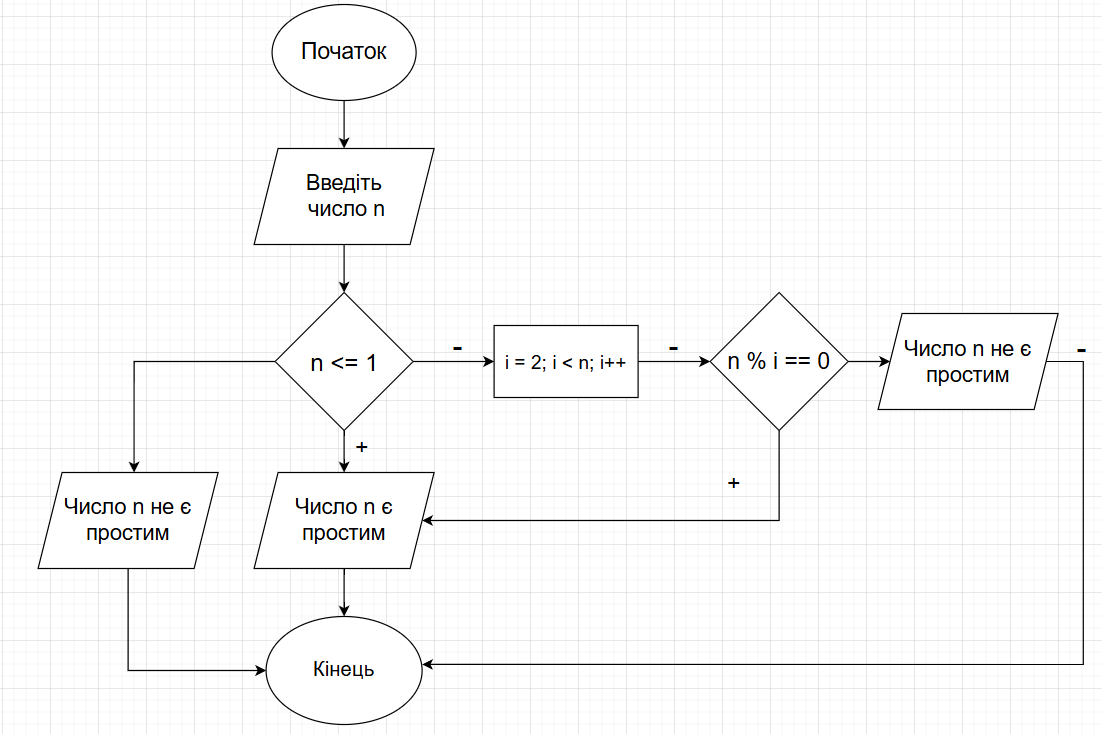 Початок
Введіть
число n
n <= 1
-
i = 2; i < n; i++
-
n % i == 0
Число n не є
простим
-
+
+
Число n не є
простим
Число n є
простим
Кінець